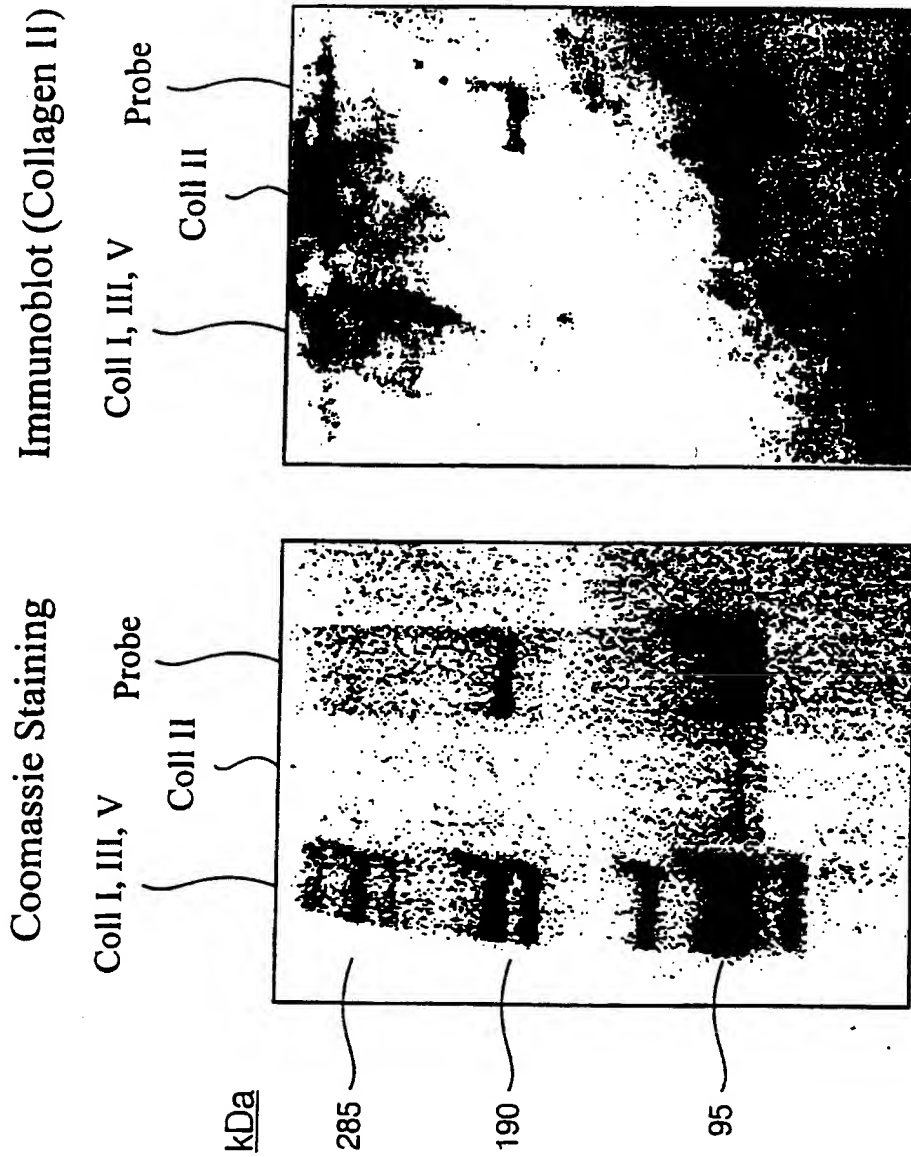 Coomassie Staining
Coll I, III, V
Coll II
Probe
Immunoblot (Collagen II)
Coll I, III, V
Coll II
Probe
kDa
285
190
95